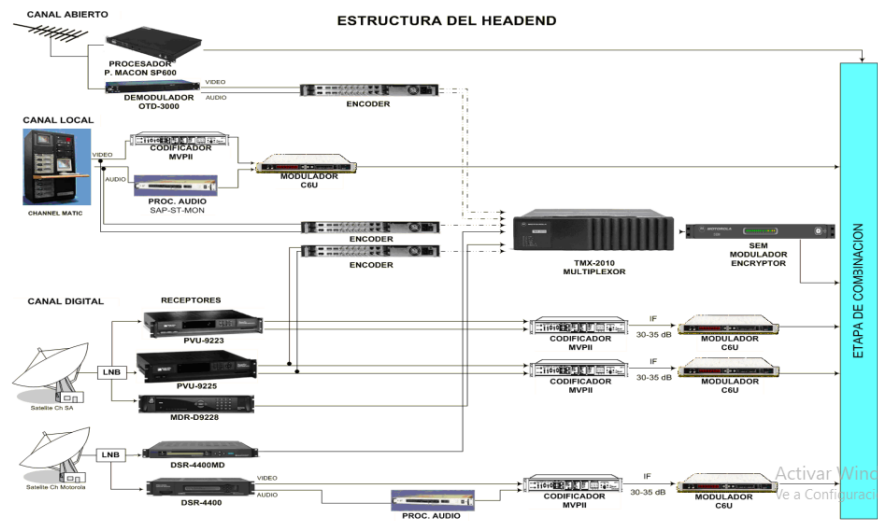 ESTRUCTURA DEL HEADEND
CANAL ABIERTO
PROCESADOR
P. MACON SP600
VIDEO
AUDIO
DEMODULADOR
OTD-3000
ENCODER
CANAL LOCAL
VIDEO
AUDIO
CHANNEL MATIC
CODIFICADOR
MVPII
PROC. AUDIO
SAP-ST-MON
MODULADOR
C6U
ENCODER
ENCODER
TMX-2010
MULTIPLEXOR
SEM
MODULADOR
ENCRYPTOR
ETAPA DE COMBINACION
CANAL DIGITAL
RECEPTORES
PVU-9223
CODIFICADOR
MVPII
IF
30-35 dB
MODULADOR
C6U
LNB
PVU-9225
CODIFICADOR
MVPII
IF
30-35 dB
MODULADOR
C6U
Satelite Ch SA
MDR-D9228
LNB
DSR-4400MD
Satelite Ch Motorola
DSR-4400
VIDEO
AUDIO
PROC. AUDIO
CODIFICADOR
MVPII
IF
30-35 dB
MODULADOR
C6U
Activar Wind
Ve a Configuraci